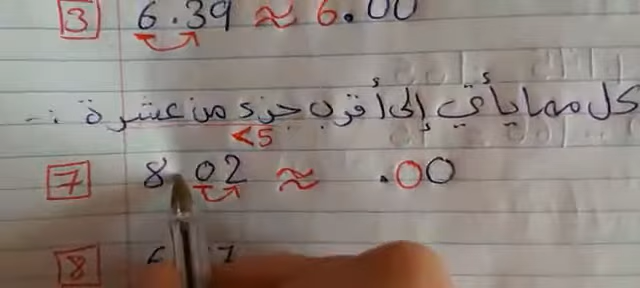 3 6.39 ≈ 6.00
كل مما يأتي إلى أقرب جزء من عشرة :-
<5
7 8 02 ≈ .00
8